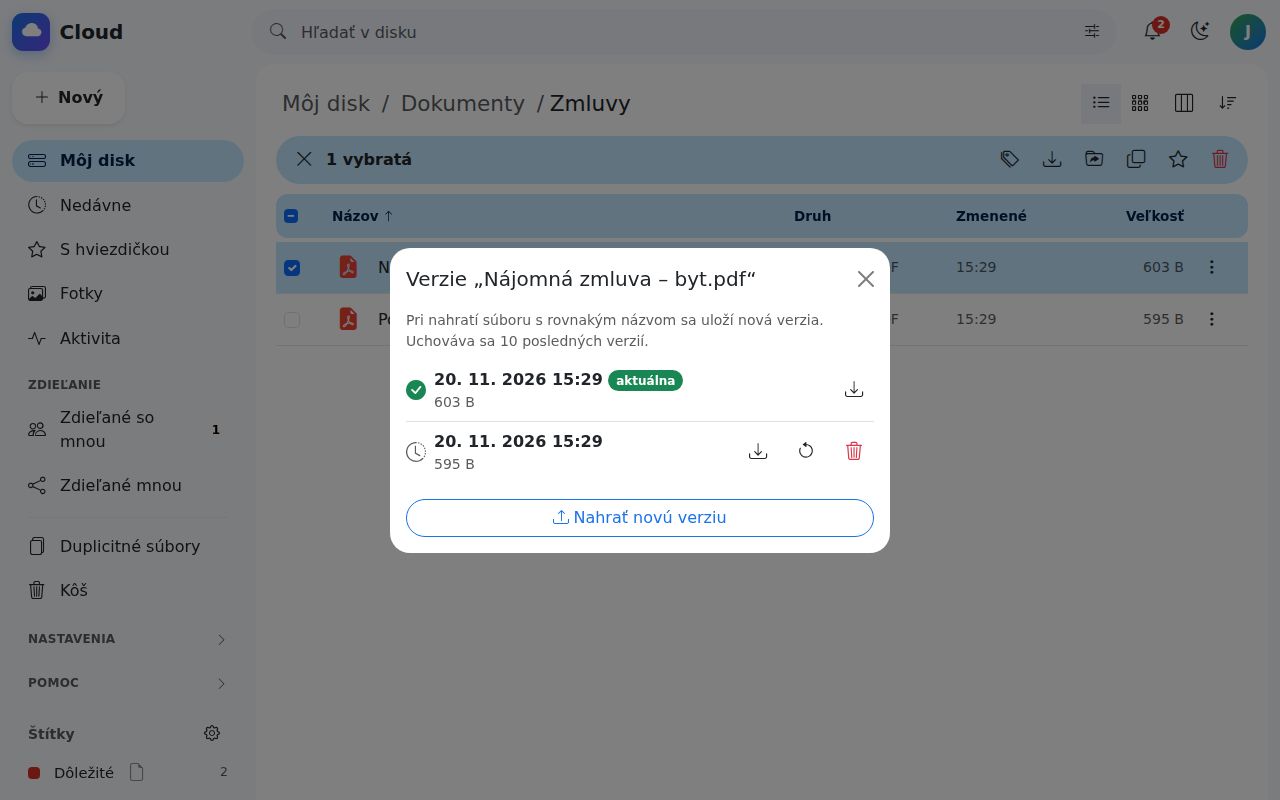 Cloud
Hľadať v disku
2
J
Nový
Môj disk / Dokumenty / Zmluvy
1 vybratá
Môj disk
Nedávne
S hviezdičkou
Fotky
Aktivita
ZDIEĽANIE
Zdieľané so mnou
1
Zdieľané mnou
Duplicitné súbory
Kôš
NASTAVENIA
POMOC
Štítky
Dôležité
2
Názov ↑ Druh Zmenené Veľkosť
15:29 603 B
15:29 595 B
Verzie „Nájomná zmluva – byt.pdf“
Pri nahratí súboru s rovnakým názvom sa uloží nová verzia.
Uchováva sa 10 posledných verzií.
20. 11. 2026 15:29 aktuálna
603 B
20. 11. 2026 15:29
595 B
Nahrať novú verziu